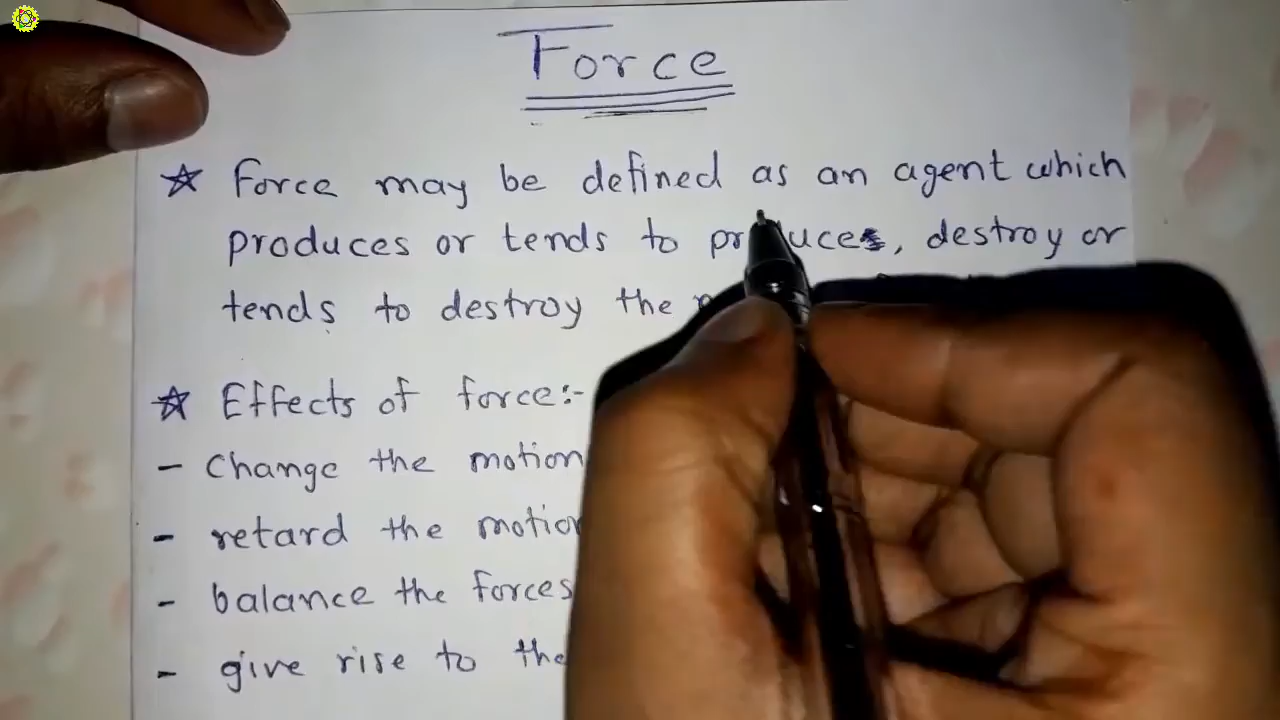 Force
☆ Force may be defined as an agent which
produces or tends to , destroy or
tends to destroy the
☆ Effects of force:-
- Change the motion
- retard the motion
- balance the forces
- give rise to the